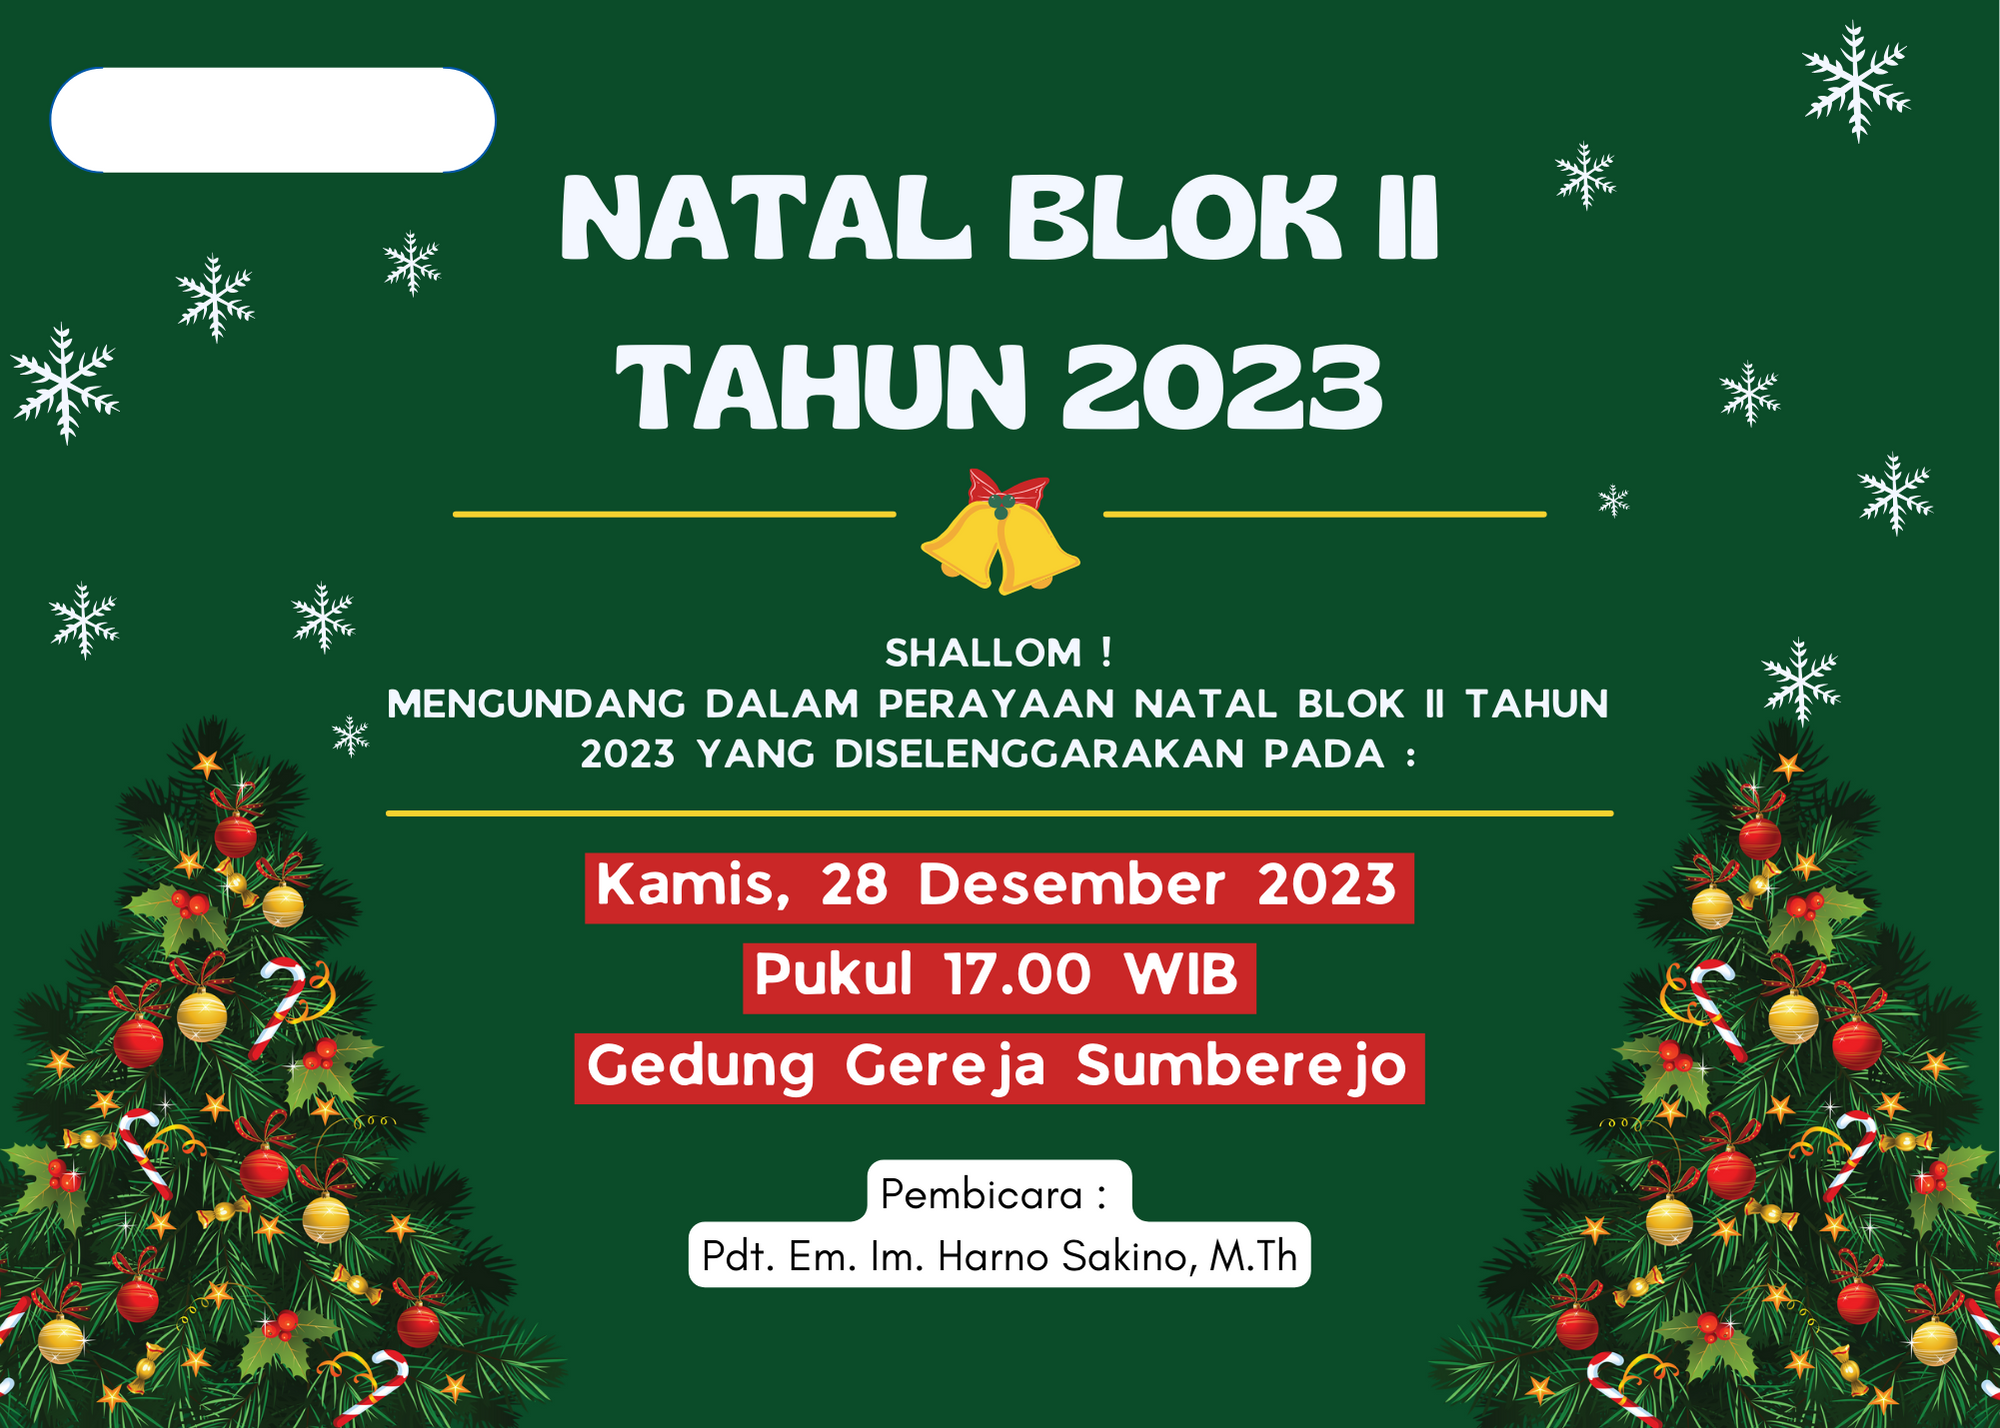 NATAL BLOK II
TAHUN 2023
SHALLOM !
MENGUNDANG DALAM PERAYAAN NATAL BLOK II TAHUN
2023 YANG DISELENGGARAKAN PADA :
Kamis, 28 Desember 2023
Pukul 17.00 WIB
Gedung Gereja Sumberejo
Pembicara :
Pdt. Em. Im. Harno Sakino, M.Th